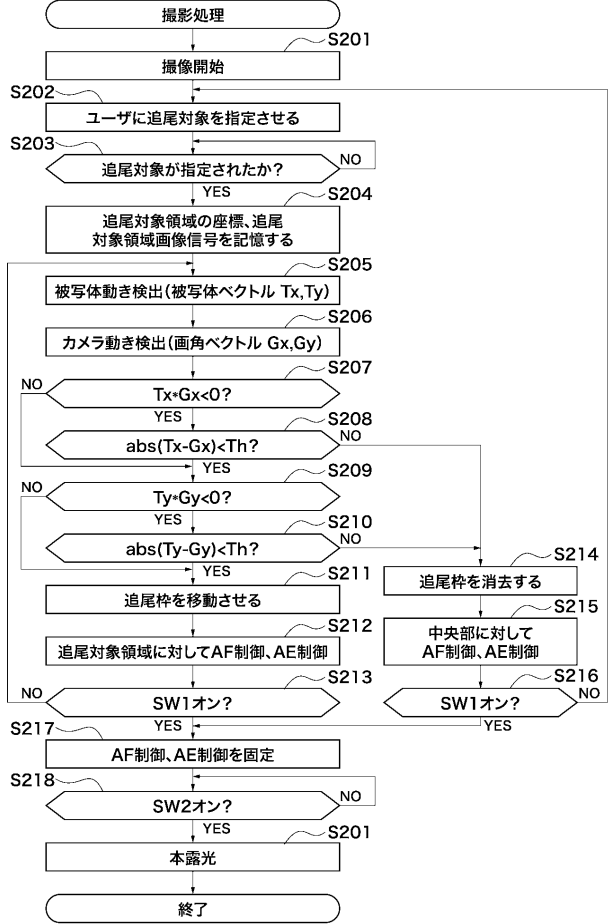 撮影処理
S201
撮像開始
S202
ユーザに追尾対象を指定させる
S203
追尾対象が指定されたか?
NO
YES
S204
追尾対象領域の座標、追尾
対象領域画像信号を記憶する
S205
被写体動き検出(被写体ベクトル Tx,Ty)
S206
カメラ動き検出(画角ベクトル Gx,Gy)
S207
NO
Tx*Gx<0?
YES
S208
abs(Tx-Gx)<Th?
NO
YES
S209
NO
Ty*Gy<0?
YES
S210
abs(Ty-Gy)<Th?
NO
YES
S211
追尾枠を移動させる
S212
追尾対象領域に対してAF制御、AE制御
S213
NO
SW1オン?
YES
S214
追尾枠を消去する
S215
中央部に対して
AF制御、AE制御
S216
SW1オン?
NO
YES
S217
AF制御、AE制御を固定
S218
SW2オン?
NO
YES
S201
本露光
終了